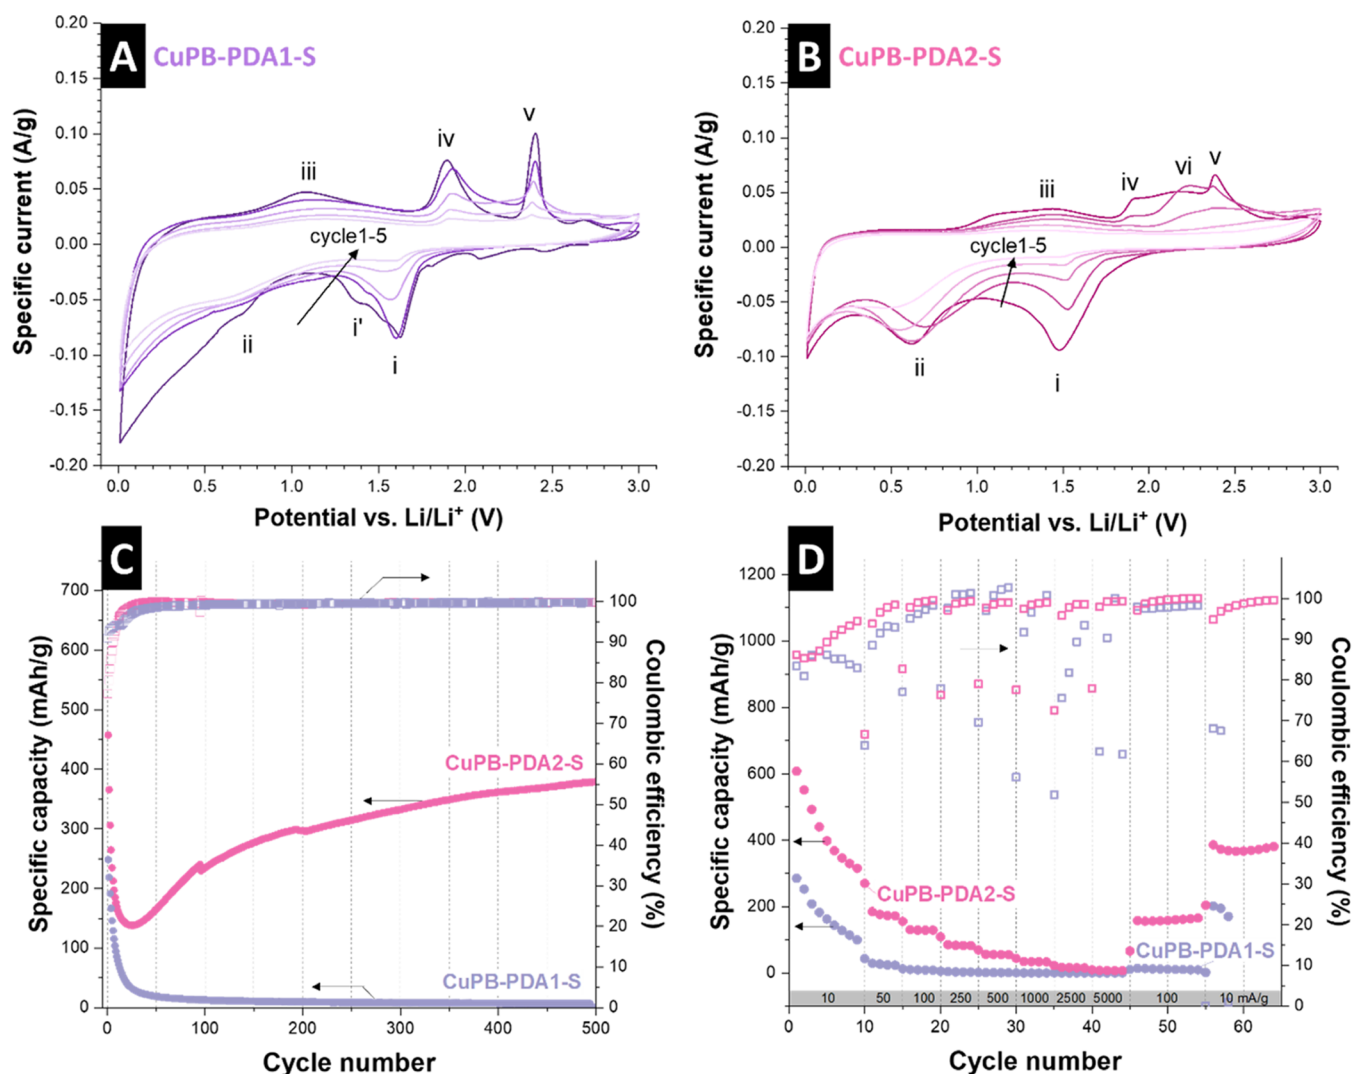 A CuPB-PDA1-S
0.20
0.15
0.10
0.05
0.00
-0.05
-0.10
-0.15
-0.20
Specific current (A/g)
iii
iv
v
cycle1-5
ii
i'
i
0.0 0.5 1.0 1.5 2.0 2.5 3.0
Potential vs. Li/Li⁺ (V)
B CuPB-PDA2-S
0.20
0.15
0.10
0.05
0.00
-0.05
-0.10
-0.15
-0.20
Specific current (A/g)
iii
iv
vi
v
cycle1-5
ii
i
0.0 0.5 1.0 1.5 2.0 2.5 3.0
Potential vs. Li/Li⁺ (V)
C
700
600
500
400
300
200
100
0
Specific capacity (mAh/g)
100
90
80
70
60
50
40
30
20
10
0
Coulombic efficiency (%)
CuPB-PDA2-S
CuPB-PDA1-S
0 100 200 300 400 500
Cycle number
D
1200
1000
800
600
400
200
0
Specific capacity (mAh/g)
100
90
80
70
60
50
40
30
20
10
0
Coulombic efficiency (%)
CuPB-PDA2-S
CuPB-PDA1-S
10 50 100 250 500 1000 2500 5000 100 10 mA/g
0 10 20 30 40 50 60
Cycle number